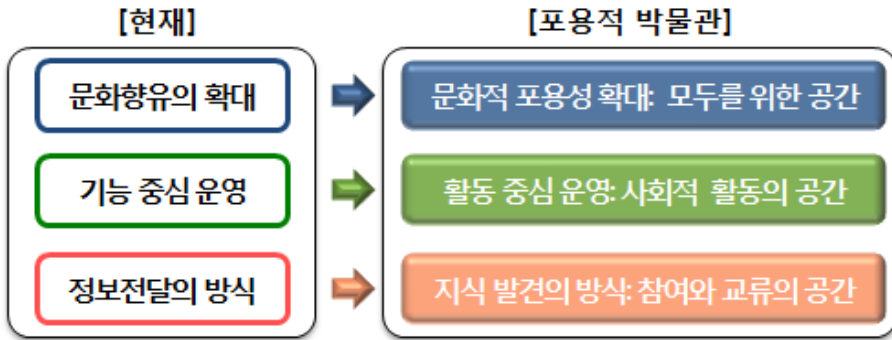 [현재] [포용적 박물관]
문화향유의 확대 문화적 포용성 확대: 모두를 위한 공간
기능 중심 운영 활동 중심 운영: 사회적 활동의 공간
정보전달의 방식 지식 발견의 방식: 참여와 교류의 공간